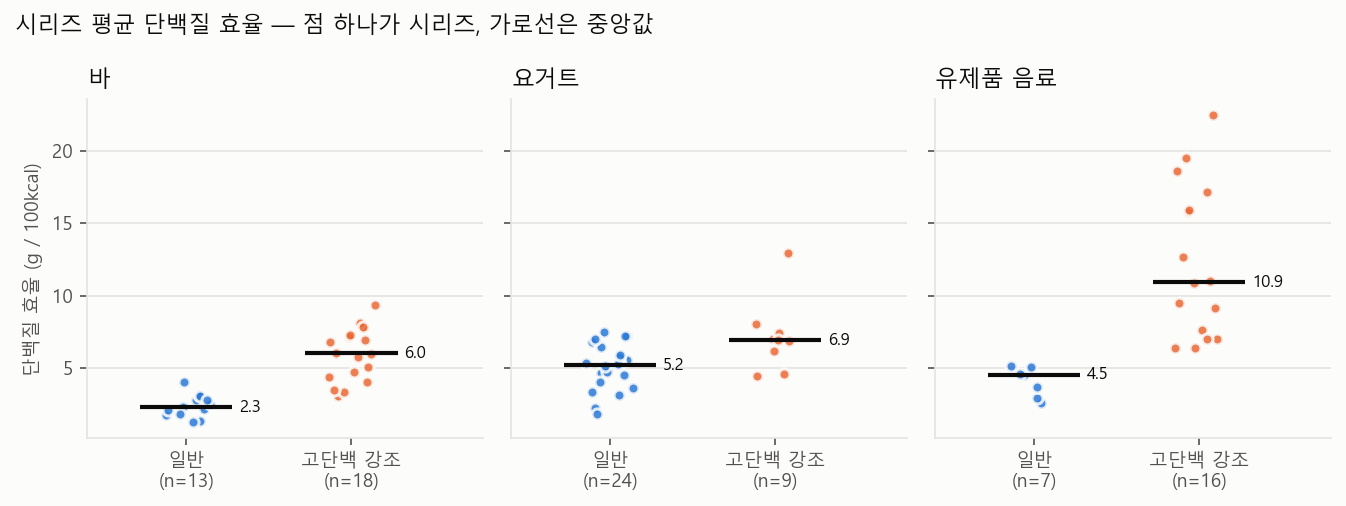 시리즈 평균 단백질 효율 — 점 하나가 시리즈, 가로선은 중앙값
바
요거트
유제품 음료
단백질 효율 (g / 100kcal)
20
15
10
5
2.3
6.0
5.2
6.9
4.5
10.9
일반
(n=13)
고단백 강조
(n=18)
일반
(n=24)
고단백 강조
(n=9)
일반
(n=7)
고단백 강조
(n=16)